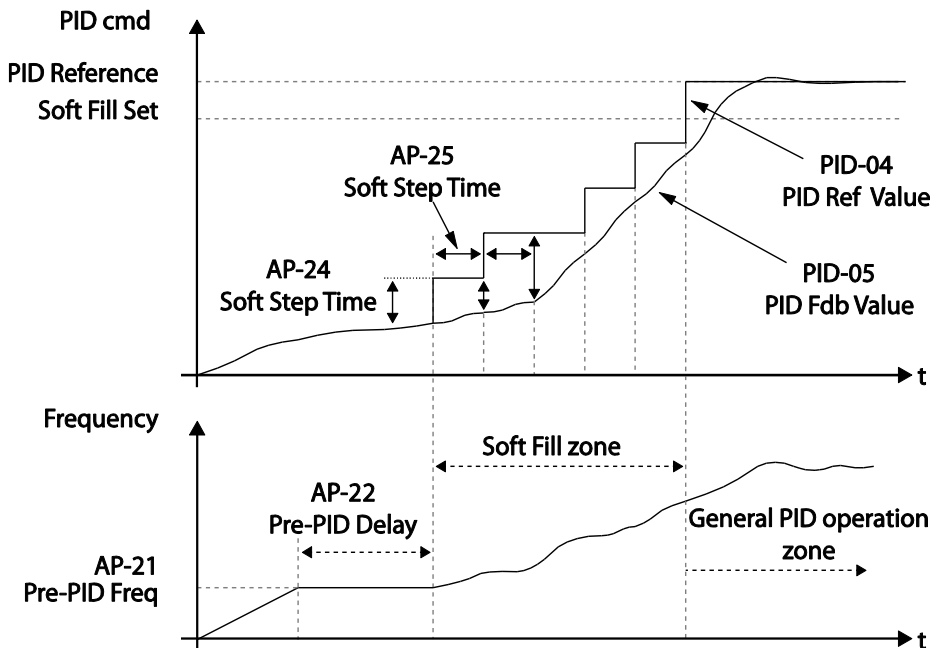 PID cmd
PID Reference
Soft Fill Set
AP-25
Soft Step Time
PID-04
PID Ref Value
AP-24
Soft Step Time
PID-05
PID Fdb Value
t
Frequency
Soft Fill zone
AP-22
Pre-PID Delay
General PID operation
zone
AP-21
Pre-PID Freq
t